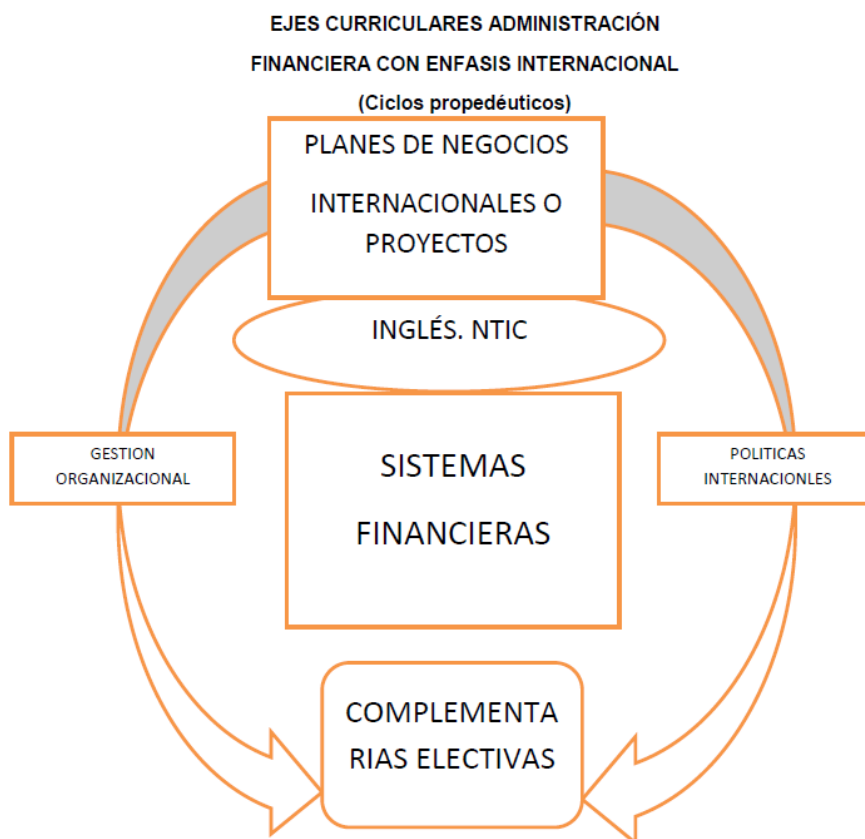 EJES CURRICULARES ADMINISTRACIÓN
FINANCIERA CON ENFASIS INTERNACIONAL
(Ciclos propedéuticos)
PLANES DE NEGOCIOS
INTERNACIONALES O
PROYECTOS
INGLÉS. NTIC
GESTION
ORGANIZACIONAL
SISTEMAS
FINANCIERAS
POLITICAS
INTERNACIONLES
COMPLEMENTA
RIAS ELECTIVAS